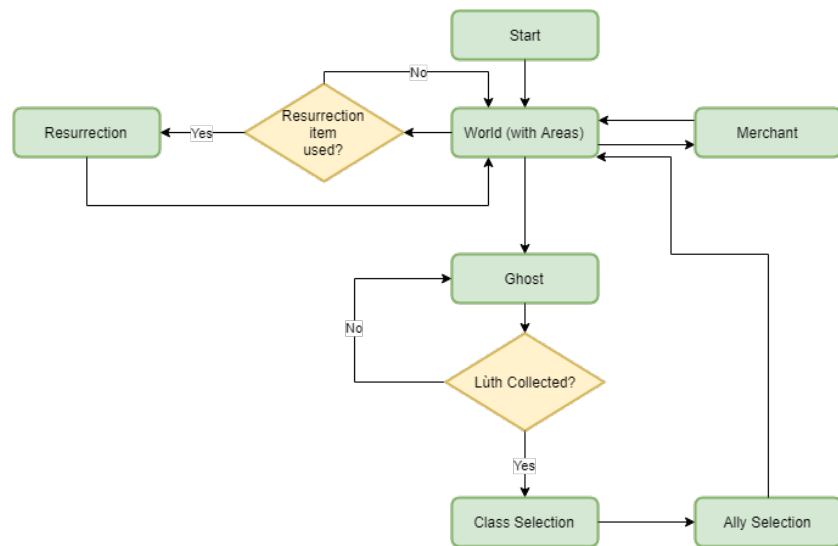 Start
No
Resurrection
Yes
Resurrection
item
used?
World (with Areas)
Merchant
Ghost
No
Lùth Collected?
Yes
Class Selection
Ally Selection